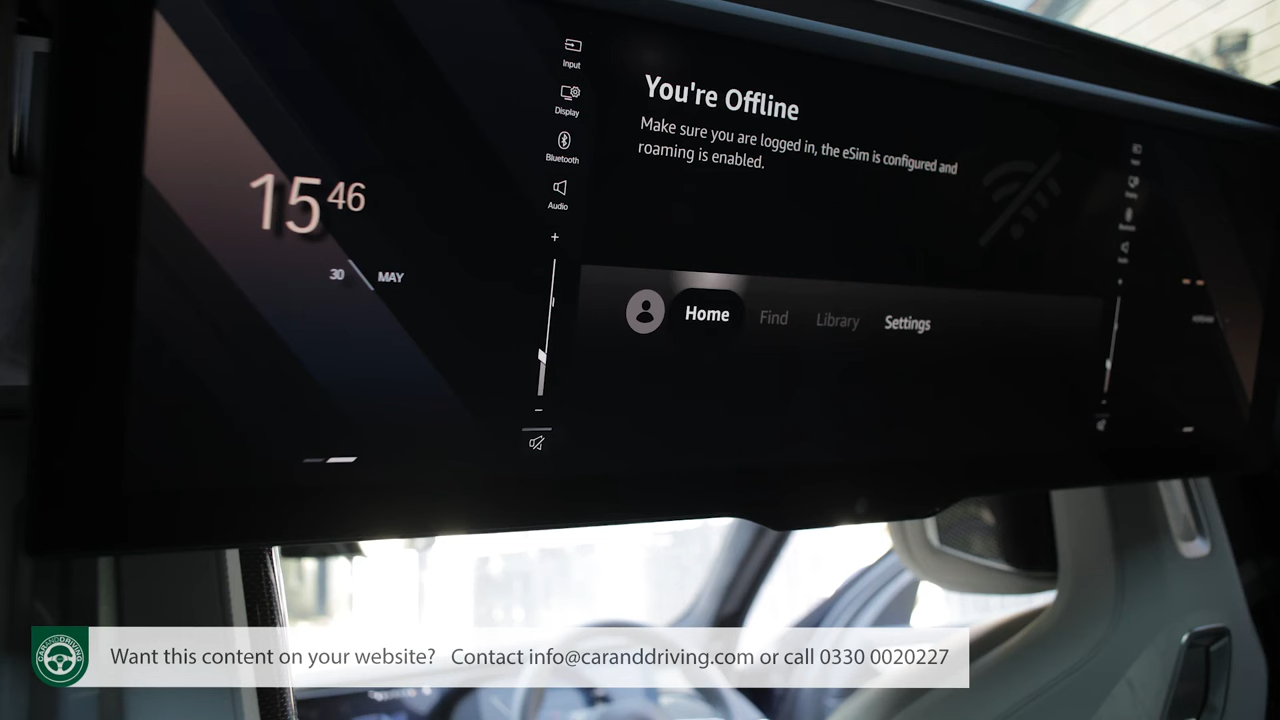 15 46
30 MAY
Input
Display
Bluetooth
Audio
+
-
You're Offline
Make sure you are logged in, the eSim is configured and
roaming is enabled.
Home Find Library Settings
CARANDDRIVING
Want this content on your website? Contact info@caranddriving.com or call 0330 0020227